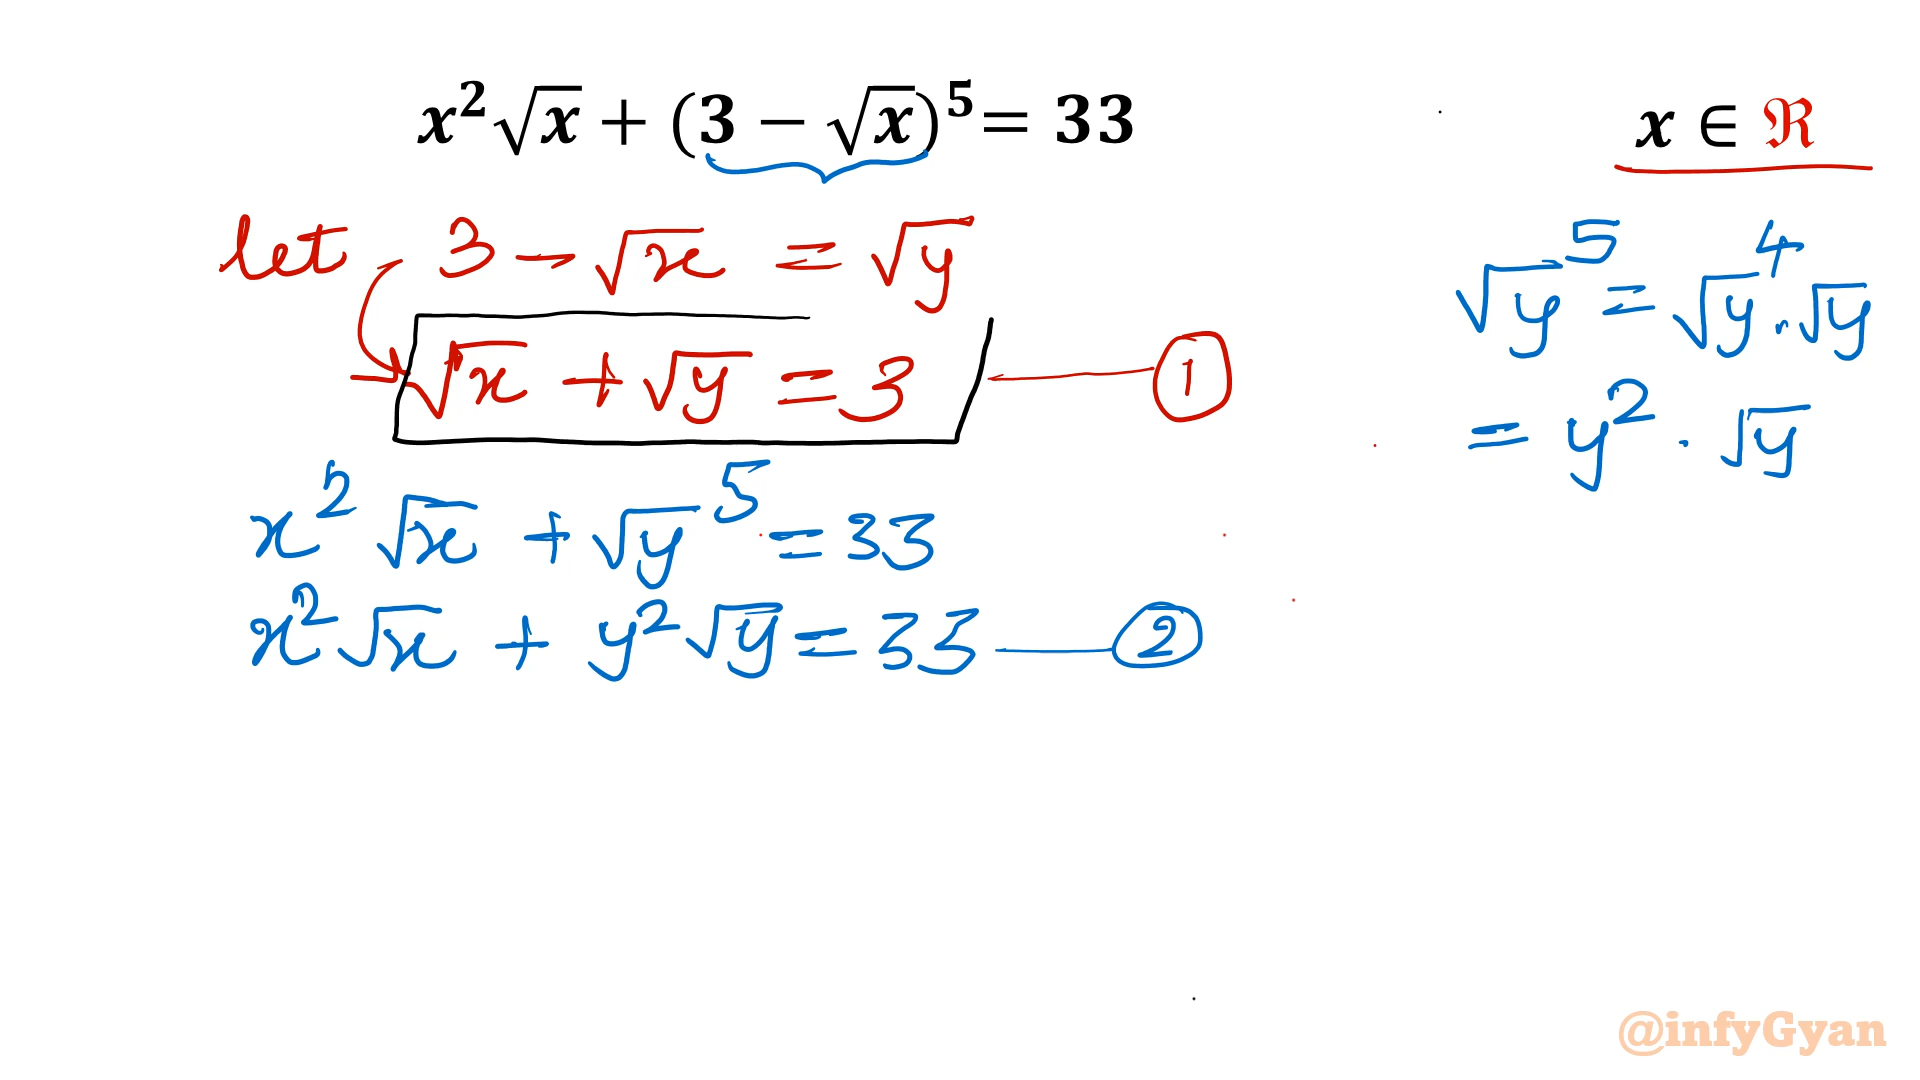 x²√x + (3 − √x)⁵ = 33
x ∈ ℜ
let 3 − √x = √y
√x + √y = 3 ① 
x²√x + √y⁵ = 33
x²√x + y²√y = 33 ②
√y⁵ = √y⁴ · √y
= y² · √y
@infyGyan